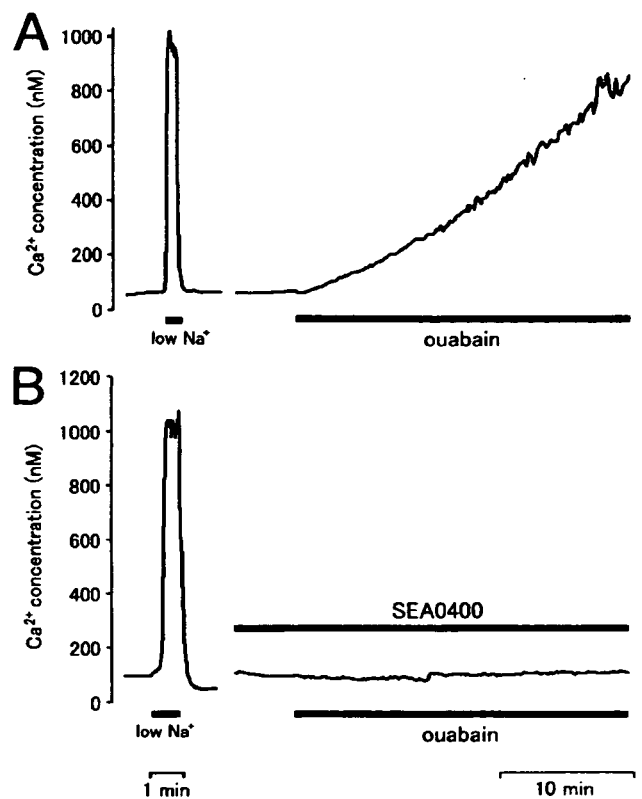 A
Ca²⁺ concentration (nM)
1000
800
600
400
200
0
low Na⁺
ouabain
B
Ca²⁺ concentration (nM)
1200
1000
800
600
400
200
0
SEA0400
low Na⁺
ouabain
1 min
10 min